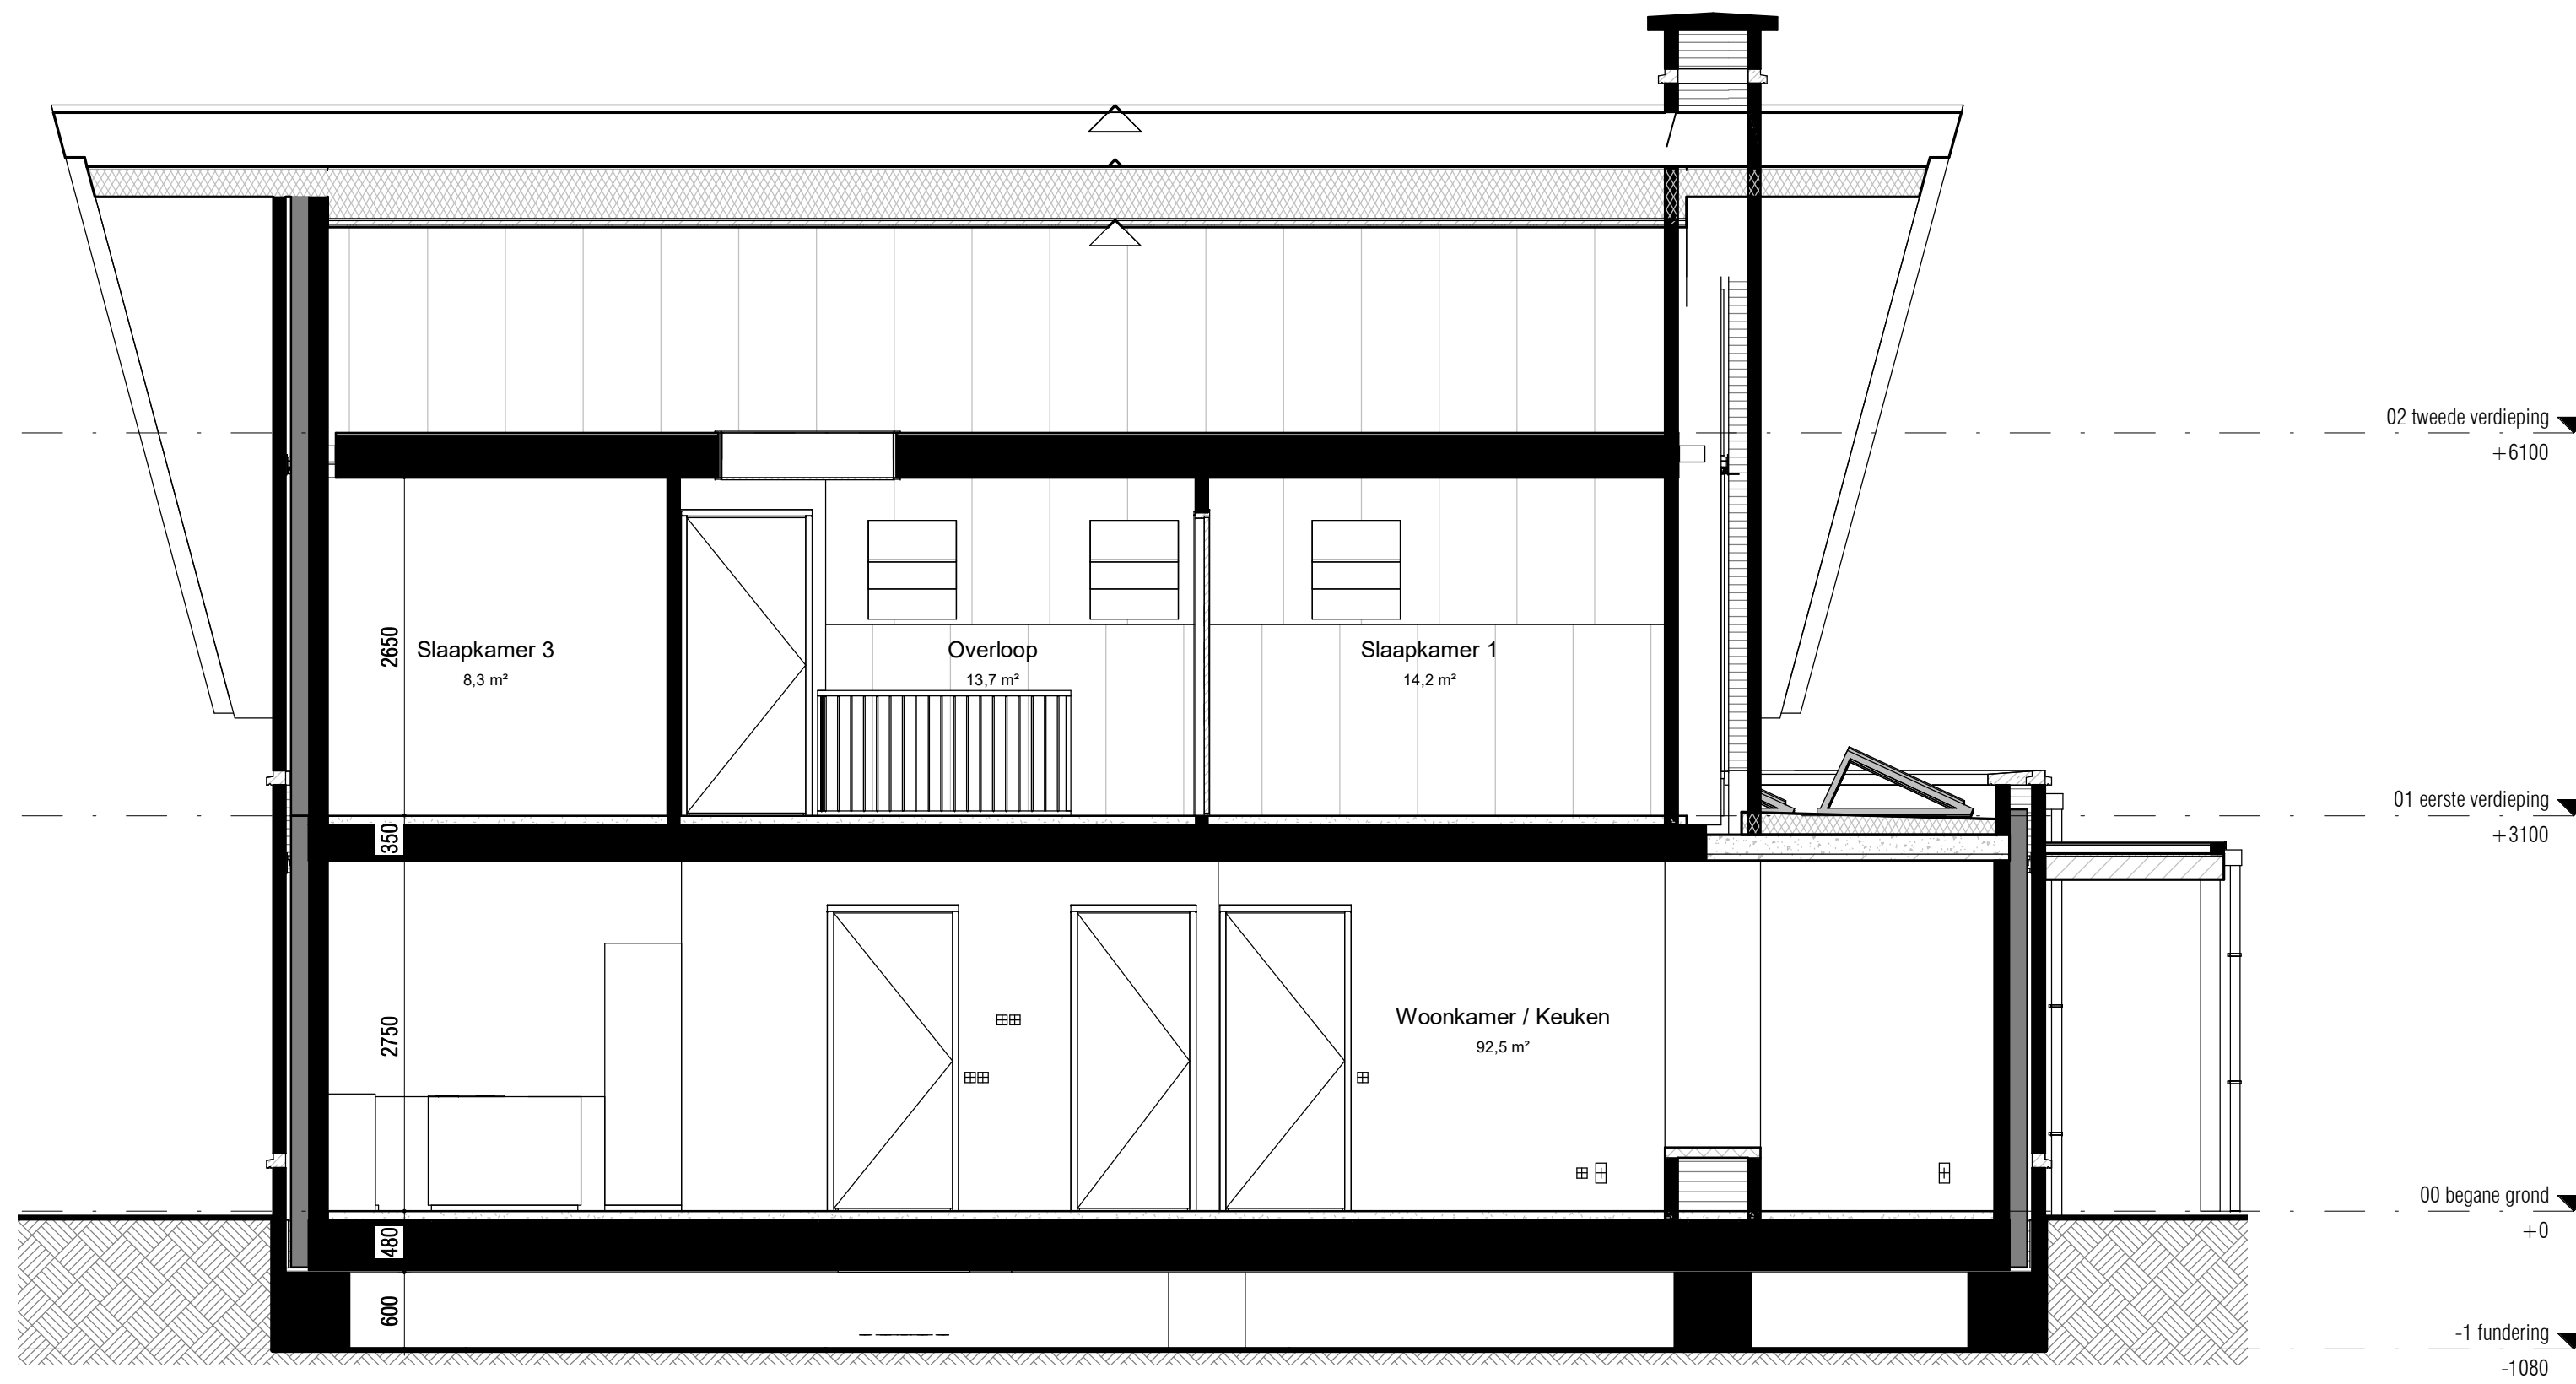 02 tweede verdieping
+6100
2650
Slaapkamer 3
8,3 m²
Overloop
13,7 m²
Slaapkamer 1
14,2 m²
01 eerste verdieping
+3100
350
2750
Woonkamer / Keuken
92,5 m²
00 begane grond
+0
480
600
-1 fundering
-1080